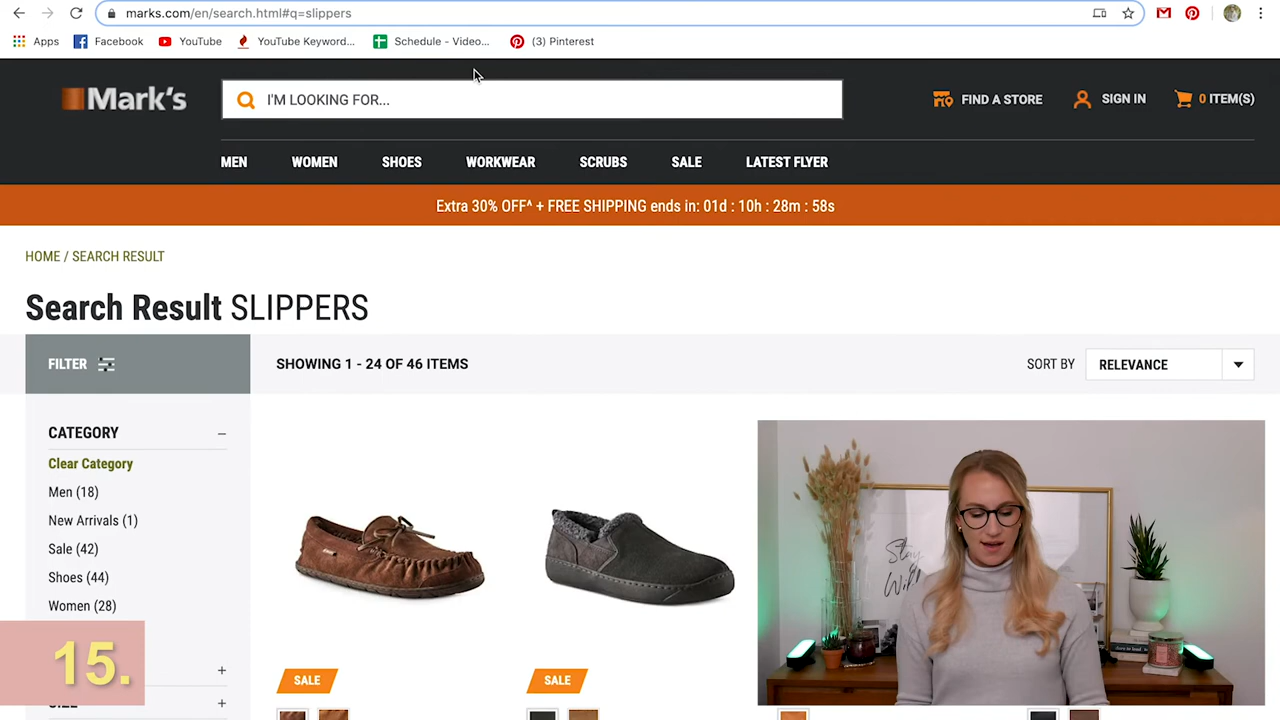 marks.com/en/search.html#q=slippers
Apps Facebook YouTube YouTube Keyword... Schedule - Video... (3) Pinterest
Mark's I'M LOOKING FOR... FIND A STORE SIGN IN 0 ITEM(S)
MEN WOMEN SHOES WORKWEAR SCRUBS SALE LATEST FLYER
Extra 30% OFF^ + FREE SHIPPING ends in: 01d : 10h : 28m : 58s
HOME / SEARCH RESULT
Search Result SLIPPERS
FILTER SHOWING 1 - 24 OF 46 ITEMS SORT BY RELEVANCE
CATEGORY
Clear Category
Men (18)
New Arrivals (1)
Sale (42)
Shoes (44)
Women (28)
Stay
Wild
15.
SALE SALE
SIZE